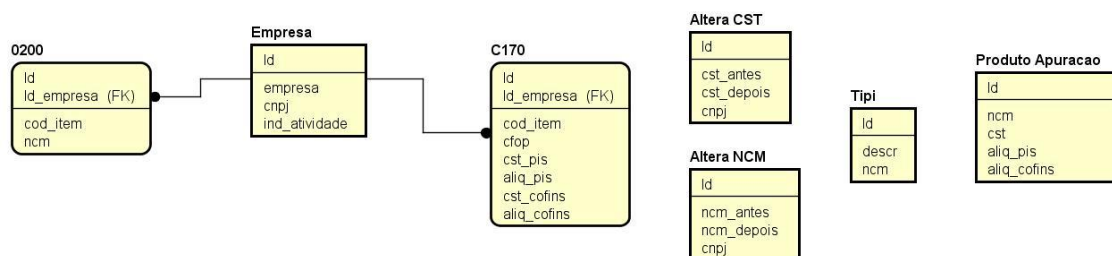 0200
Id
Id_empresa (FK)
cod_item
ncm
Empresa
Id
empresa
cnpj
ind_atividade
C170
Id
Id_empresa (FK)
cod_item
cfop
cst_pis
aliq_pis
cst_cofins
aliq_cofins
Altera CST
Id
cst_antes
cst_depois
cnpj
Altera NCM
Id
ncm_antes
ncm_depois
cnpj
Tipi
Id
descr
ncm
Produto Apuracao
Id
ncm
cst
aliq_pis
aliq_cofins